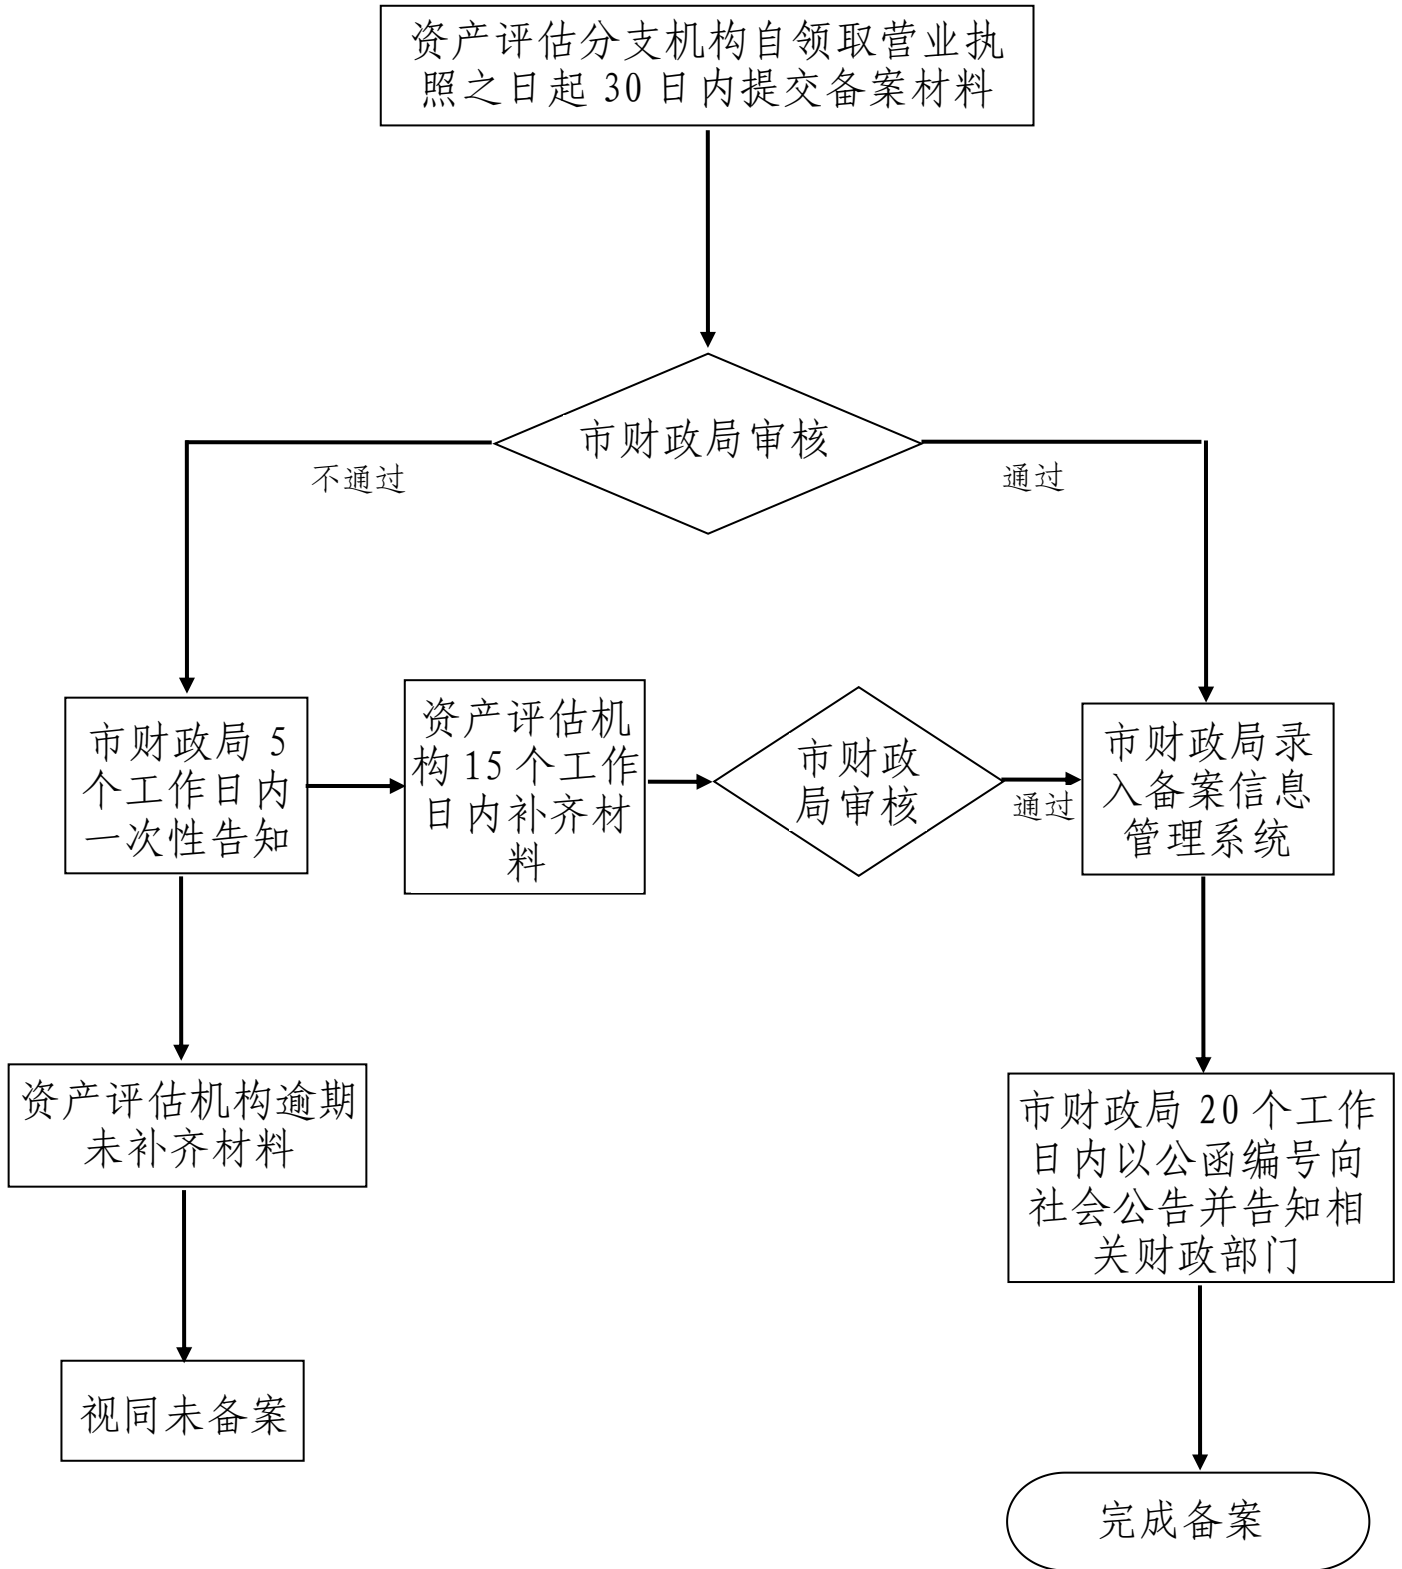 资产评估分支机构自领取营业执
照之日起 30 日内提交备案材料
市财政局审核
不通过
通过
市财政局 5
个工作日内
一次性告知
资产评估机
构 15 个工作
日内补齐材
料
市财政
局审核
通过
市财政局录
入备案信息
管理系统
资产评估机构逾期
未补齐材料
市财政局 20 个工作
日内以公函编号向
社会公告并告知相
关财政部门
视同未备案
完成备案